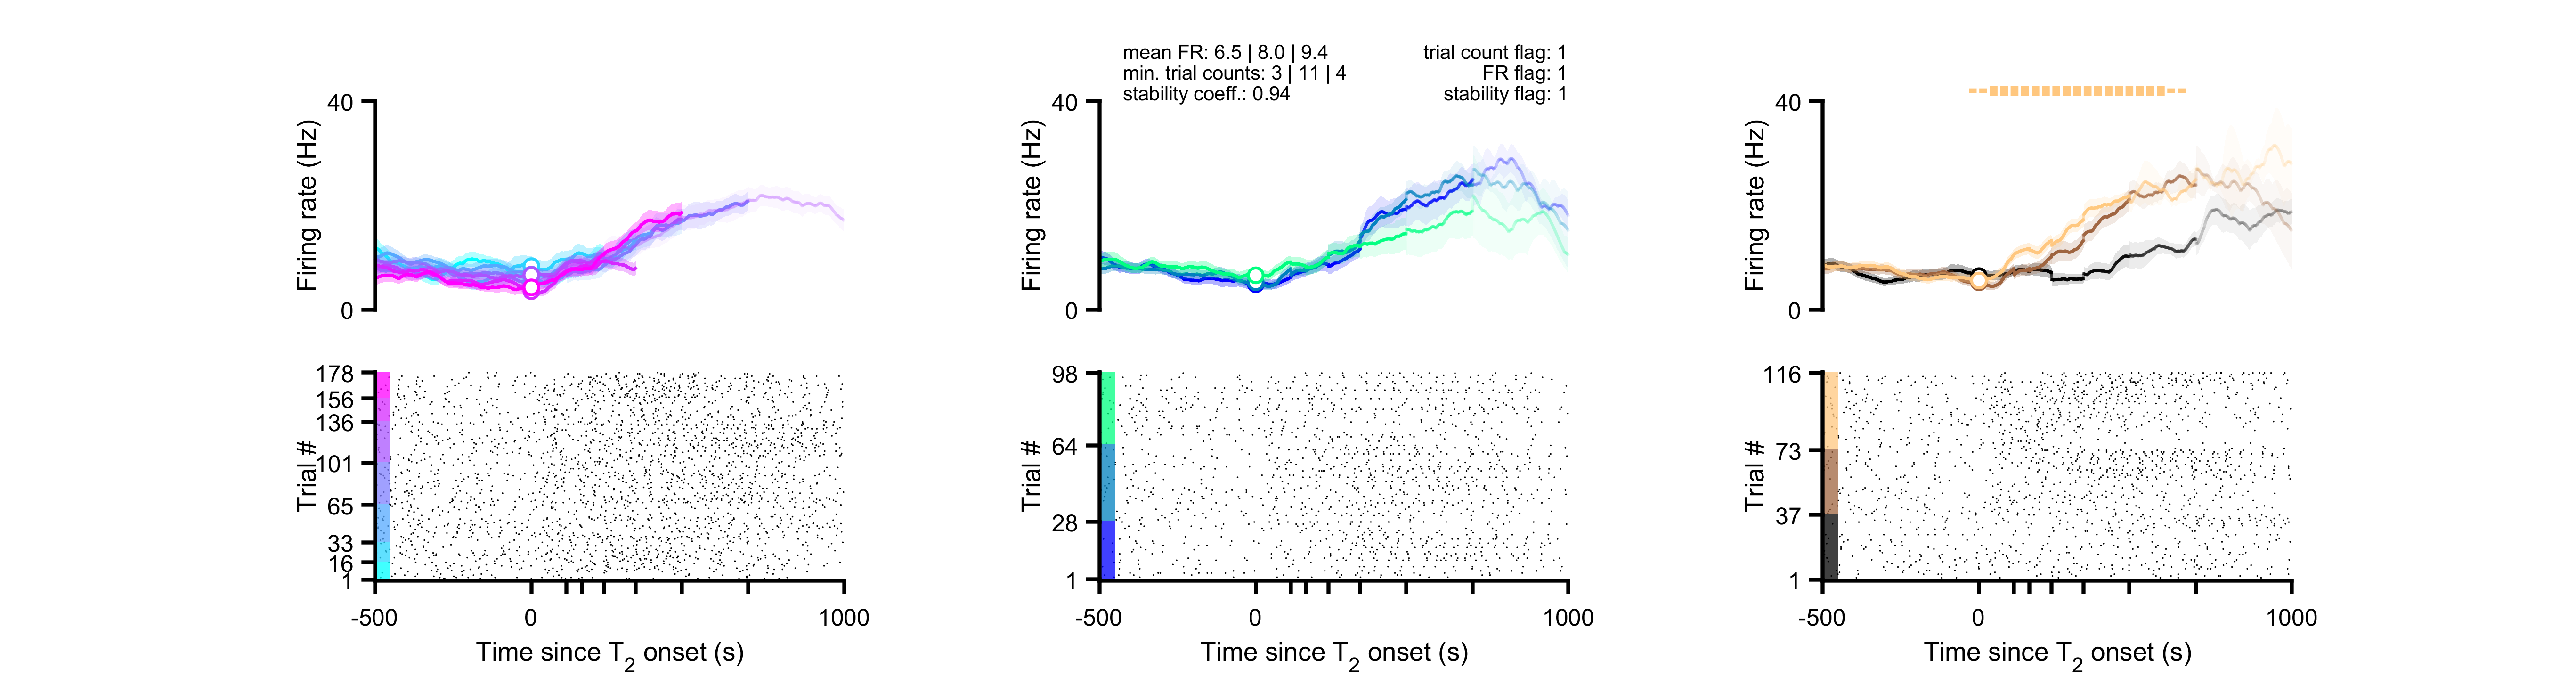 40
Firing rate (Hz)
0
178
156
136
101
65
33
16
1
Trial #
-500
0
1000
Time since T2 onset (s)
mean FR: 6.5 | 8.0 | 9.4
min. trial counts: 3 | 11 | 4
stability coeff.: 0.94
trial count flag: 1
FR flag: 1
stability flag: 1
40
Firing rate (Hz)
0
98
64
28
1
Trial #
-500
0
1000
Time since T2 onset (s)
40
Firing rate (Hz)
0
116
73
37
1
Trial #
-500
0
1000
Time since T2 onset (s)